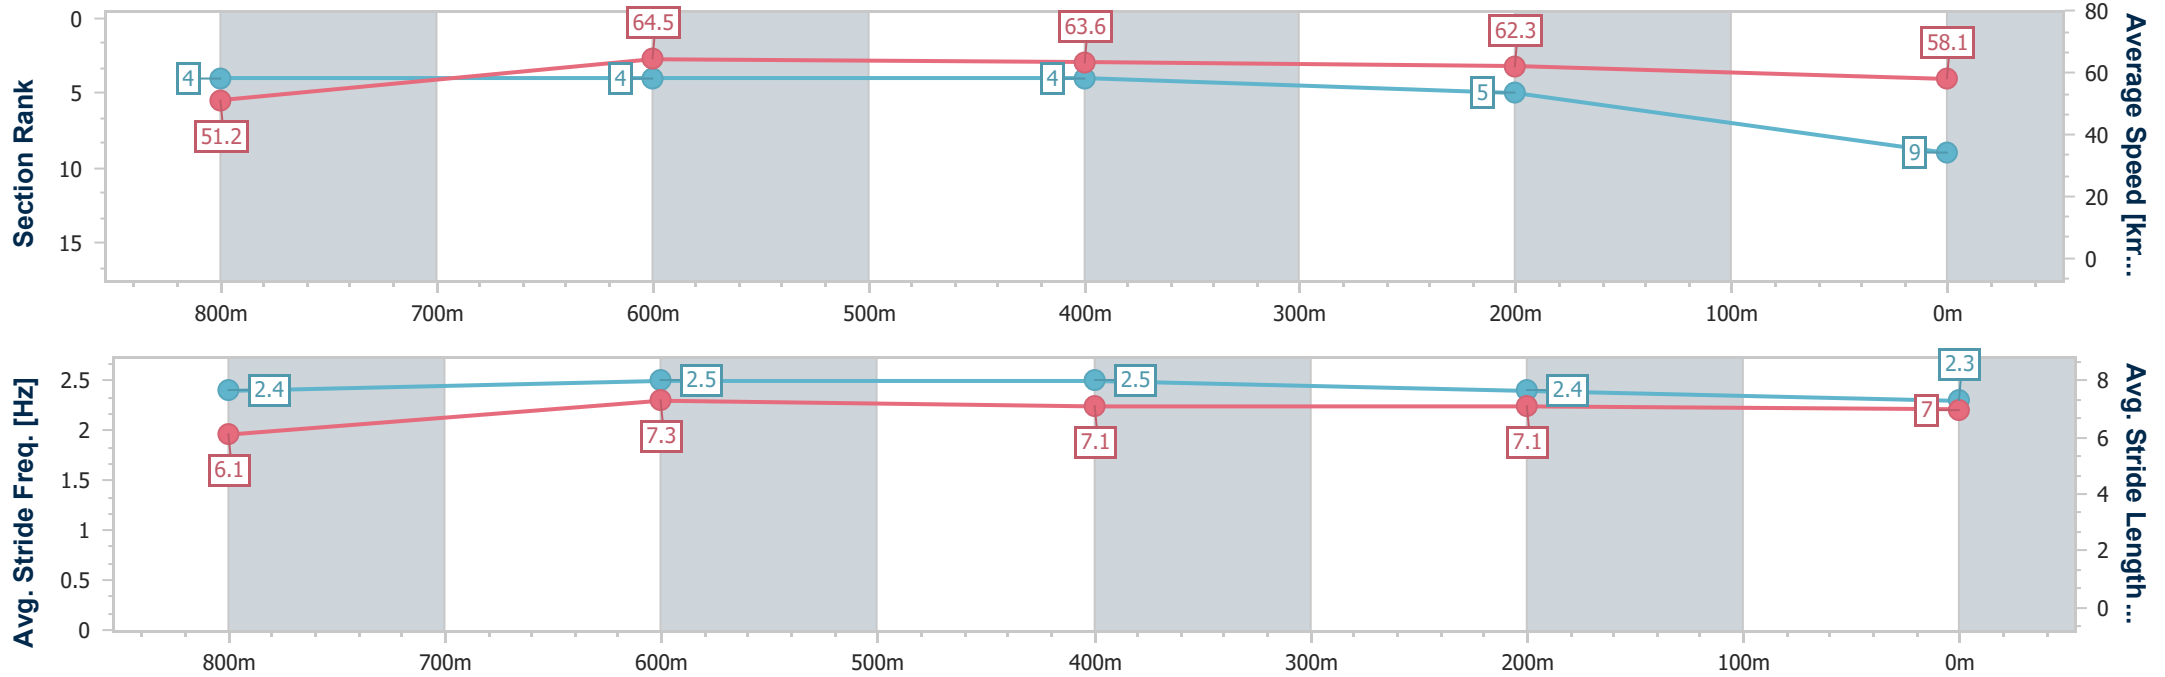 Section Rank
0
5
10
15
80
60
40
20
0
Average Speed [km...
4
4
4
5
9
51.2
64.5
63.6
62.3
58.1
800m
700m
600m
500m
400m
300m
200m
100m
0m
Avg. Stride Freq. [Hz]
2.5
2
1.5
1
0.5
0
8
6
4
2
0
Avg. Stride Length...
2.4
2.5
2.5
2.4
2.3
6.1
7.3
7.1
7.1
7
800m
700m
600m
500m
400m
300m
200m
100m
0m